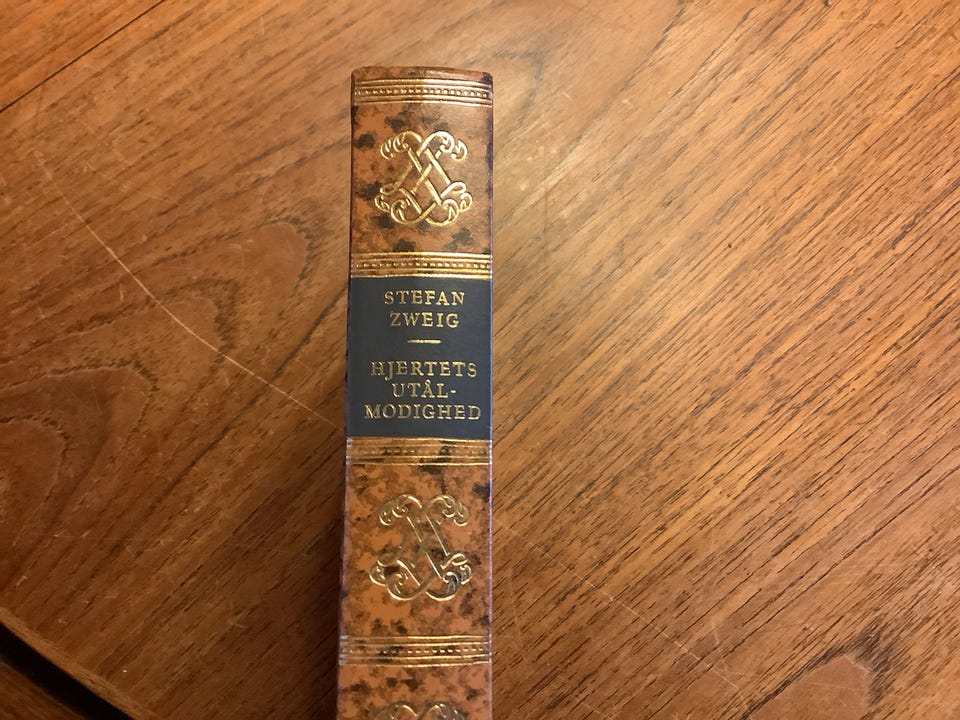 STEFAN
ZWEIG
HJERTETS
UTÅL-
MODIGHED